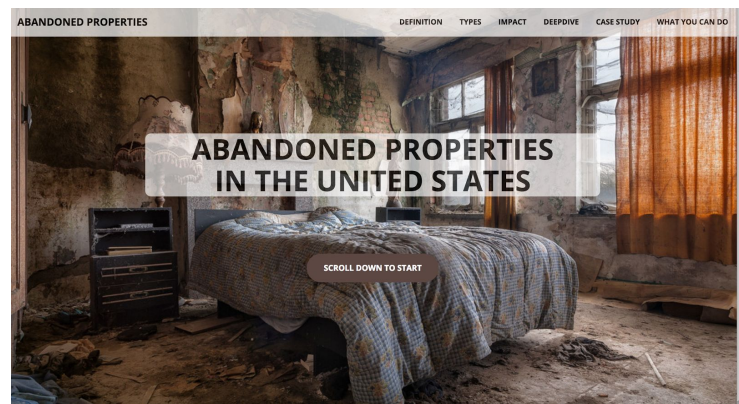 ABANDONED PROPERTIES
DEFINITION TYPES IMPACT DEEPDIVE CASE STUDY WHAT YOU CAN DO
ABANDONED PROPERTIES
IN THE UNITED STATES
SCROLL DOWN TO START